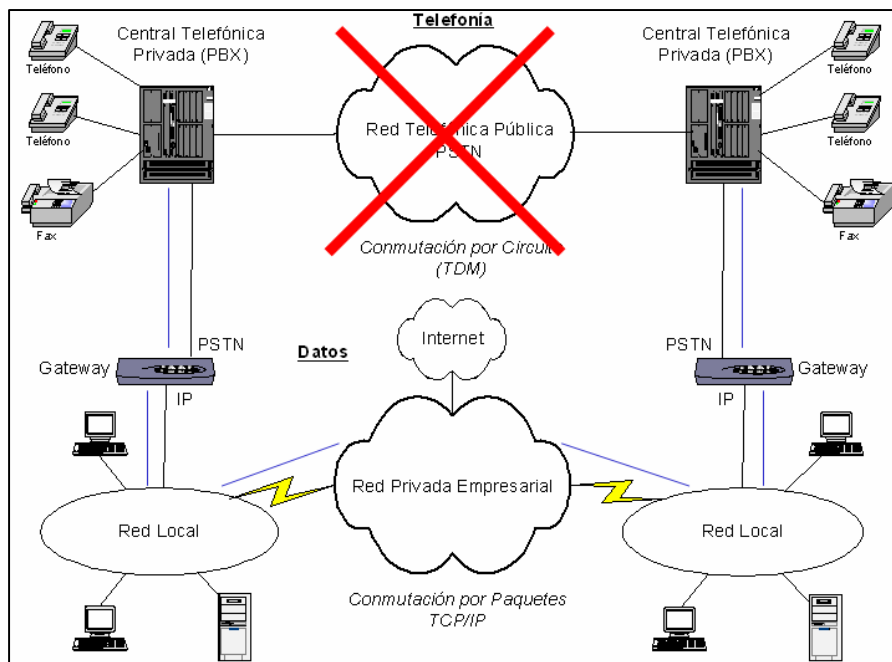 Telefonía
Central Telefónica
Privada (PBX)
Central Telefónica
Privada (PBX)
Teléfono
Teléfono
Fax
Red Telefónica Pública
PSTN
Teléfono
Teléfono
Fax
Conmutación por Circuit
(TDM)
Internet
Datos
PSTN
Gateway
IP
PSTN
Gateway
IP
Red Local
Red Privada Empresarial
Red Local
Conmutación por Paquetes
TCP/IP